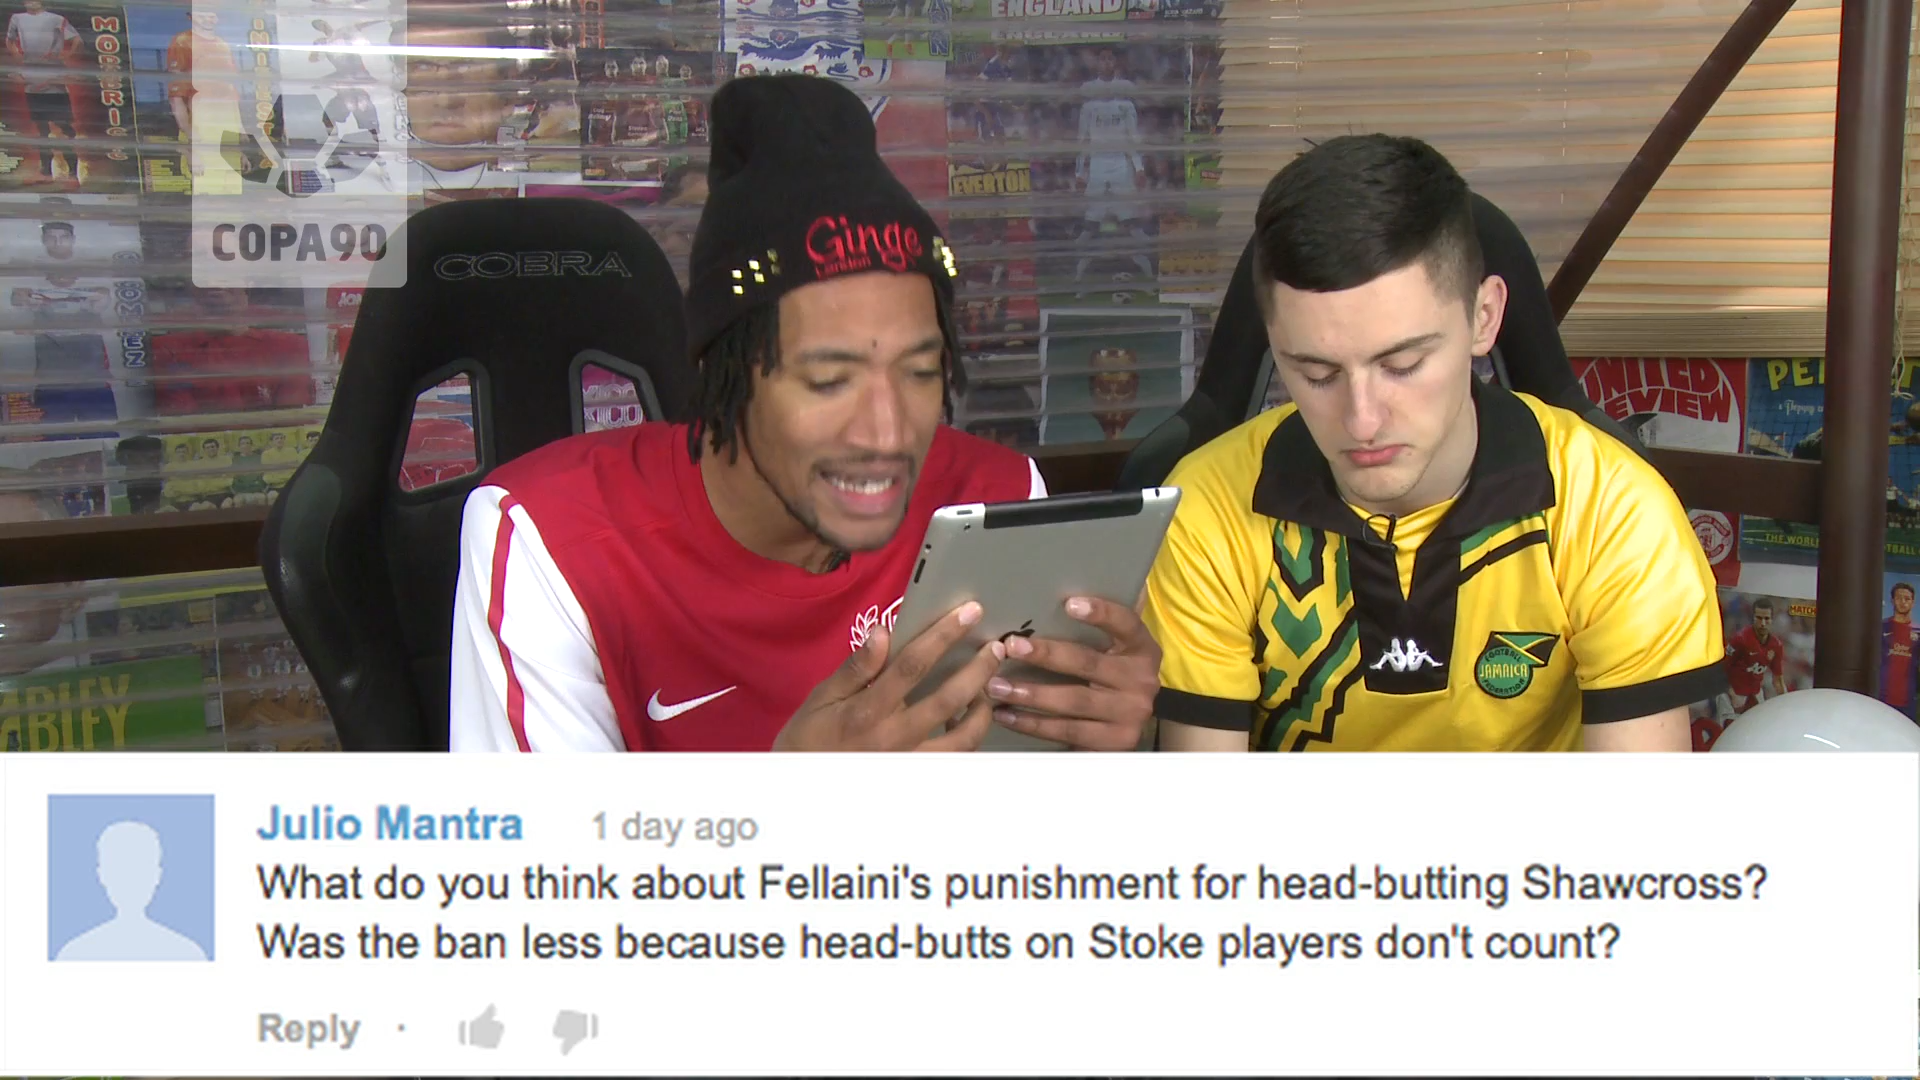 ENGLAND
EVERTON
COPA90
COBRA
Ginge
London
UNITED
REVIEW
JAMAICA
Julio Mantra 1 day ago
What do you think about Fellaini's punishment for head-butting Shawcross?
Was the ban less because head-butts on Stoke players don't count?
Reply ·